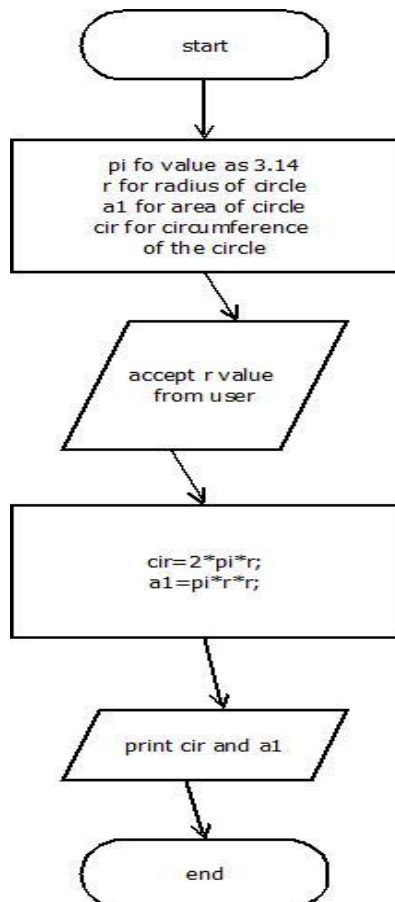 start
pi fo value as 3.14
r for radius of circle
a1 for area of circle
cir for circumference
of the circle
accept r value
from user
cir=2*pi*r;
a1=pi*r*r;
print cir and a1
end